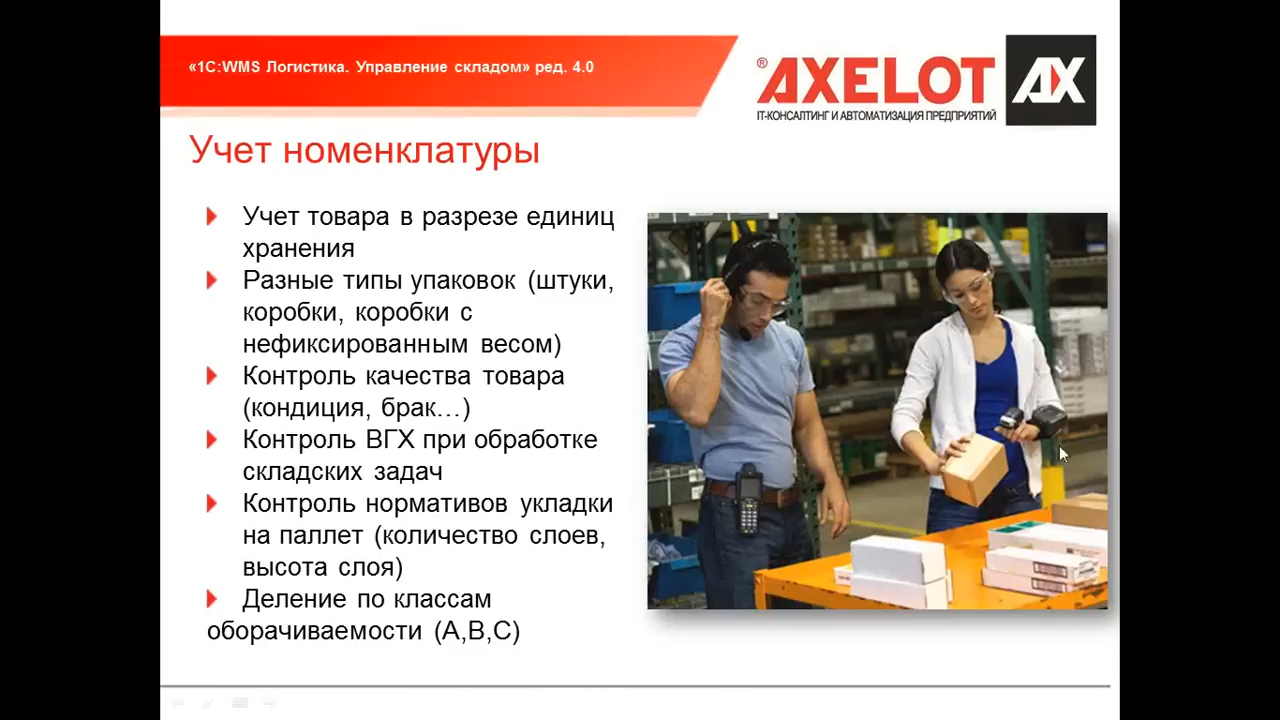 «1С:WMS Логистика. Управление складом» ред. 4.0
® AXELOT AX
IT-КОНСАЛТИНГ И АВТОМАТИЗАЦИЯ ПРЕДПРИЯТИЙ
Учет номенклатуры
Учет товара в разрезе единиц
хранения
Разные типы упаковок (штуки,
коробки, коробки с
нефиксированным весом)
Контроль качества товара
(кондиция, брак…)
Контроль ВГХ при обработке
складских задач
Контроль нормативов укладки
на паллет (количество слоев,
высота слоя)
Деление по классам
оборачиваемости (А,В,С)